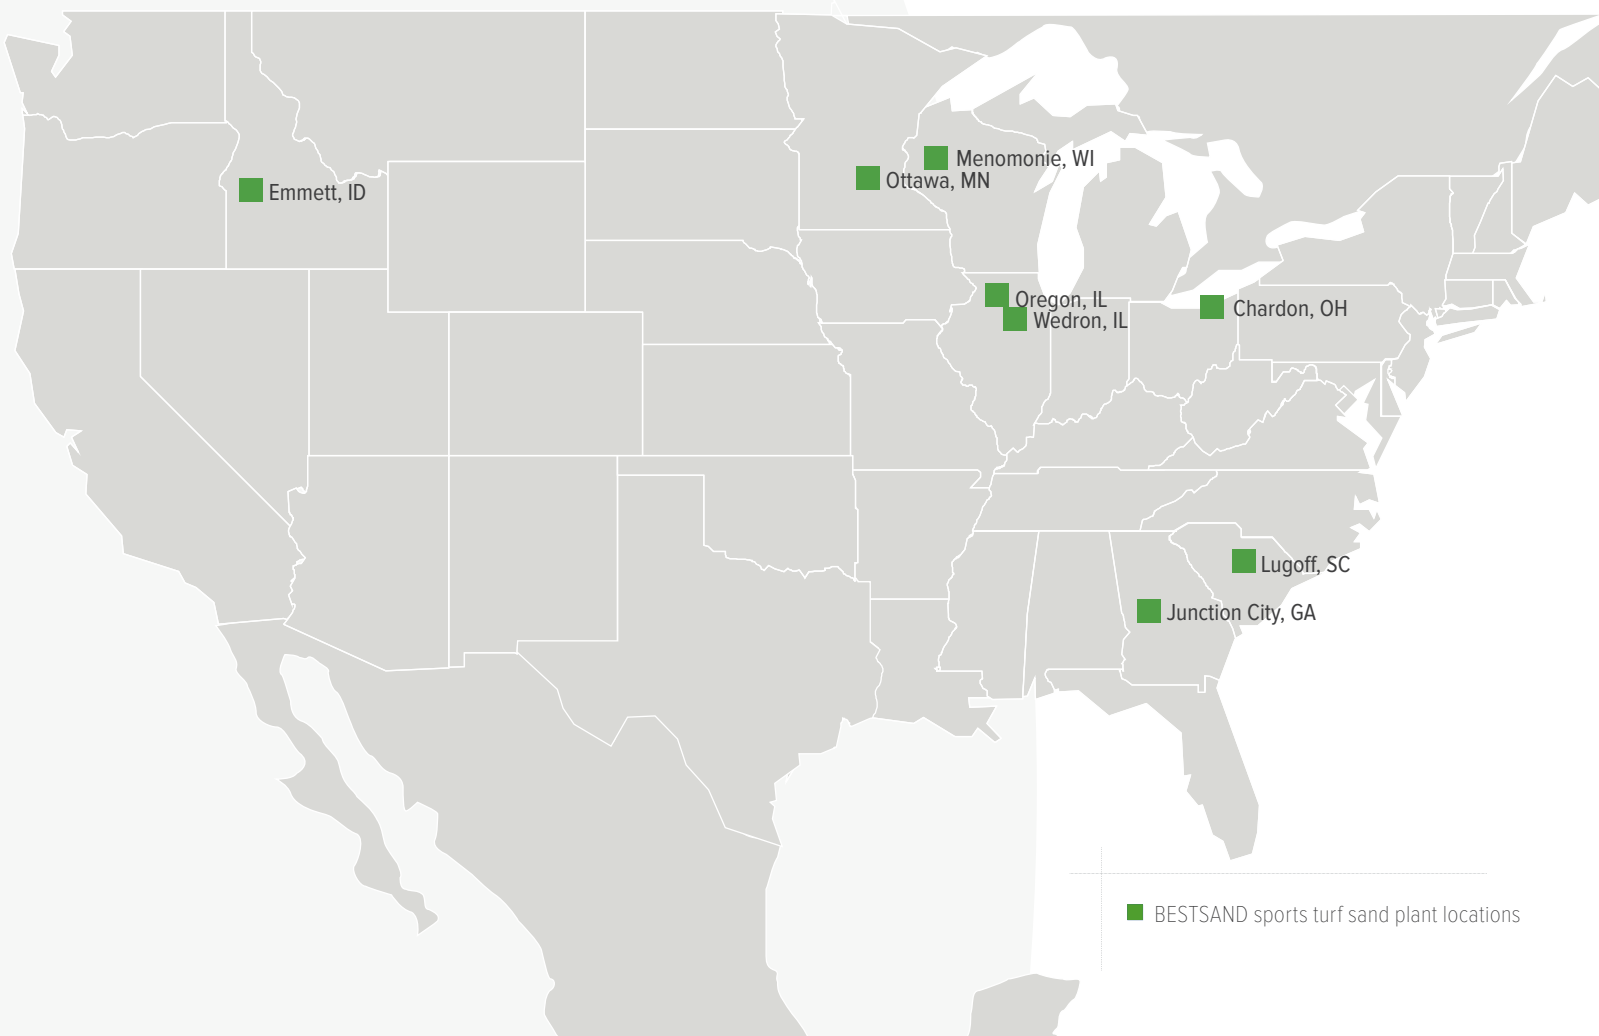 Menomonie, WI
Ottawa, MN
Emmett, ID
Oregon, IL
Wedron, IL
Chardon, OH
Lugoff, SC
Junction City, GA
BESTSAND sports turf sand plant locations